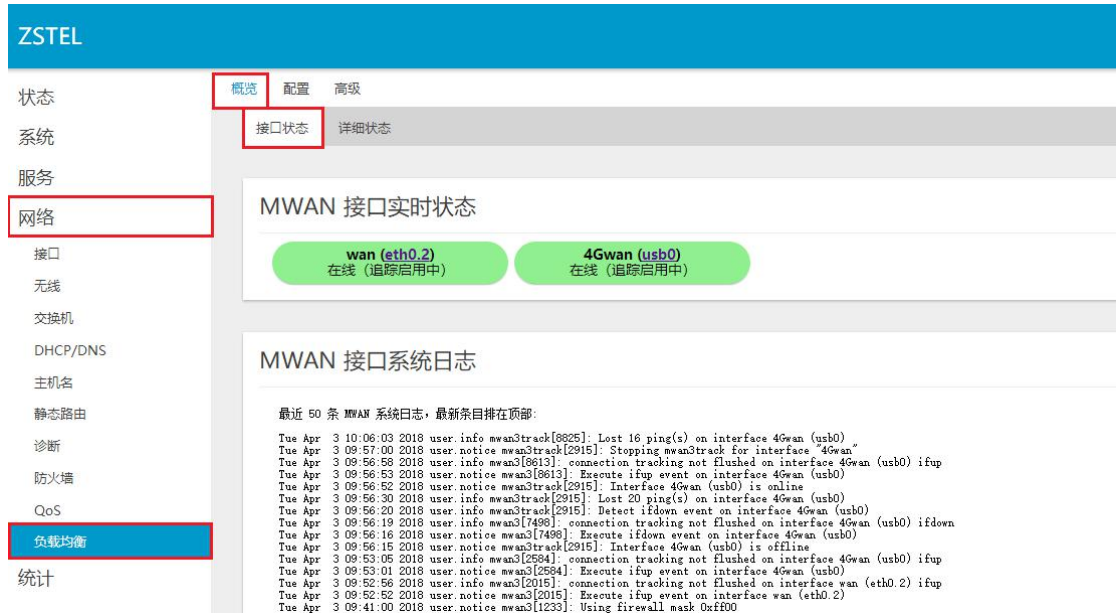 ZSTEL
状态
系统
服务
网络
接口
无线
交换机
DHCP/DNS
主机名
静态路由
诊断
防火墙
QoS
负载均衡
统计
概览 配置 高级
接口状态 详细状态
MWAN 接口实时状态
wan (eth0.2)
在线（追踪启用中）
4Gwan (usb0)
在线（追踪启用中）
MWAN 接口系统日志
最近 50 条 MWAN 系统日志，最新条目排在顶部:
Tue Apr 3 10:06:03 2018 user.info mwan3track[8825]: Lost 16 ping(s) on interface 4Gwan (usb0)
Tue Apr 3 09:57:00 2018 user.notice mwan3track[2915]: Stopping mwan3track for interface "4Gwan"
Tue Apr 3 09:56:58 2018 user.info mwan3[8613]: connection tracking not flushed on interface 4Gwan (usb0) ifup
Tue Apr 3 09:56:53 2018 user.notice mwan3[8613]: Execute ifup event on interface 4Gwan (usb0)
Tue Apr 3 09:56:52 2018 user.notice mwan3track[2915]: Interface 4Gwan (usb0) is online
Tue Apr 3 09:56:30 2018 user.info mwan3track[2915]: Lost 20 ping(s) on interface 4Gwan (usb0)
Tue Apr 3 09:56:20 2018 user.notice mwan3track[2915]: Detect ifdown event on interface 4Gwan (usb0)
Tue Apr 3 09:56:19 2018 user.info mwan3[7498]: connection tracking not flushed on interface 4Gwan (usb0) ifdown
Tue Apr 3 09:56:16 2018 user.notice mwan3[7498]: Execute ifdown event on interface 4Gwan (usb0)
Tue Apr 3 09:56:15 2018 user.notice mwan3track[2915]: Interface 4Gwan (usb0) is offline
Tue Apr 3 09:53:05 2018 user.info mwan3[2584]: connection tracking not flushed on interface 4Gwan (usb0) ifup
Tue Apr 3 09:53:01 2018 user.notice mwan3[2584]: Execute ifup event on interface 4Gwan (usb0)
Tue Apr 3 09:52:56 2018 user.info mwan3[2015]: connection tracking not flushed on interface wan (eth0.2) ifup
Tue Apr 3 09:52:52 2018 user.notice mwan3[2015]: Execute ifup event on interface wan (eth0.2)
Tue Apr 3 09:41:00 2018 user.notice mwan3[1233]: Using firewall mask 0xff00